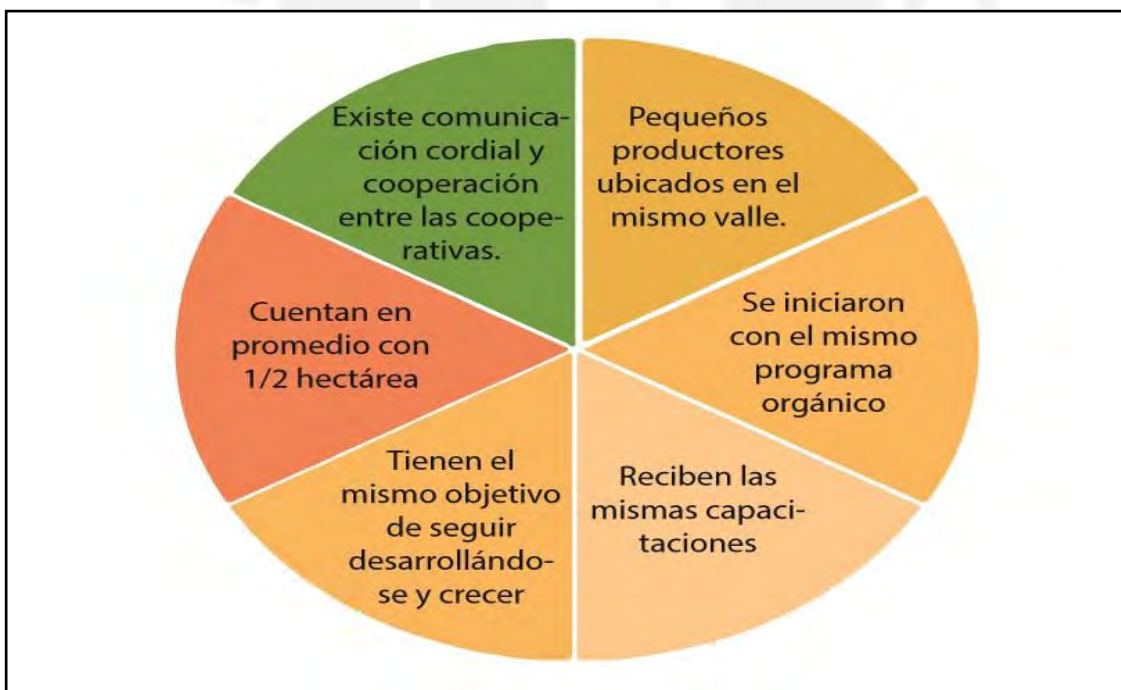 Existe comunica-
ción cordial y
cooperación
entre las coope-
rativas.
Pequeños
productores
ubicados en el
mismo valle.
Se iniciaron
con el mismo
programa
orgánico
Reciben las
mismas capaci-
taciones
Tienen el
mismo objetivo
de seguir
desarrollándo-
se y crecer
Cuentan en
promedio con
1/2 hectárea